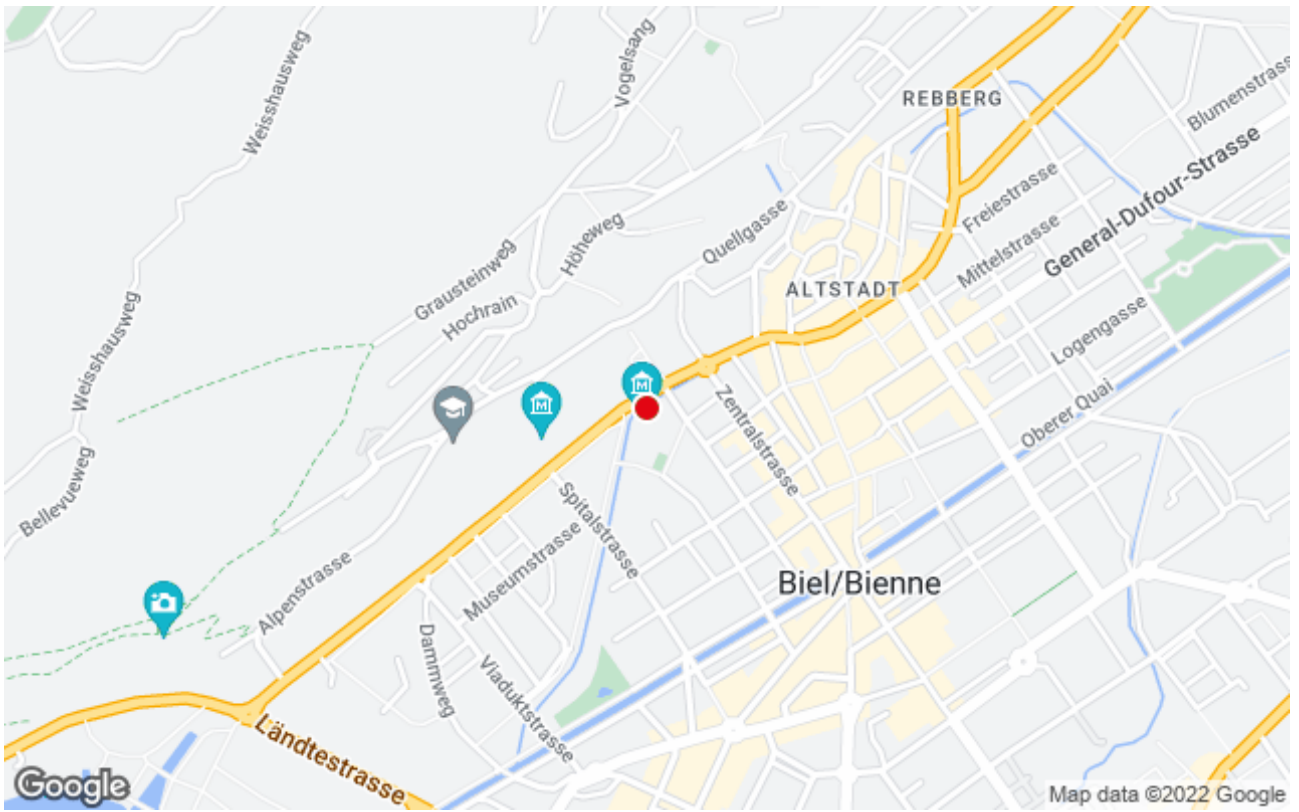 Weisshausweg
Vogelsang
REBBERG
Blumenstrass
Freiestrasse
General-Dufour-Strasse
Mittelstrasse
Quellgasse
Höheweg
Grausteinweg
Hochrain
ALTSTADT
Logengasse
Weisshausweg
Bellevueweg
Zentralstrasse
Oberer Quai
Spitalstrasse
Museumstrasse
Biel/Bienne
Alpenstrasse
Dammweg
Viaduktstrasse
Ländtestrasse
M
M
Google
Map data ©2022 Google